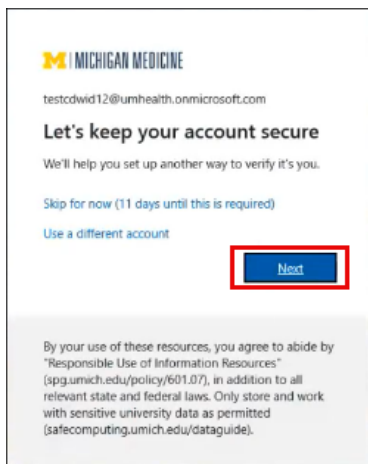 M | MICHIGAN MEDICINE
testcdwid12@umhealth.onmicrosoft.com
Let's keep your account secure
We'll help you set up another way to verify it's you.
Skip for now (11 days until this is required)
Use a different account
Next
By your use of these resources, you agree to abide by
"Responsible Use of Information Resources"
(spg.umich.edu/policy/601.07), in addition to all
relevant state and federal laws. Only store and work
with sensitive university data as permitted
(safecomputing.umich.edu/dataguide).